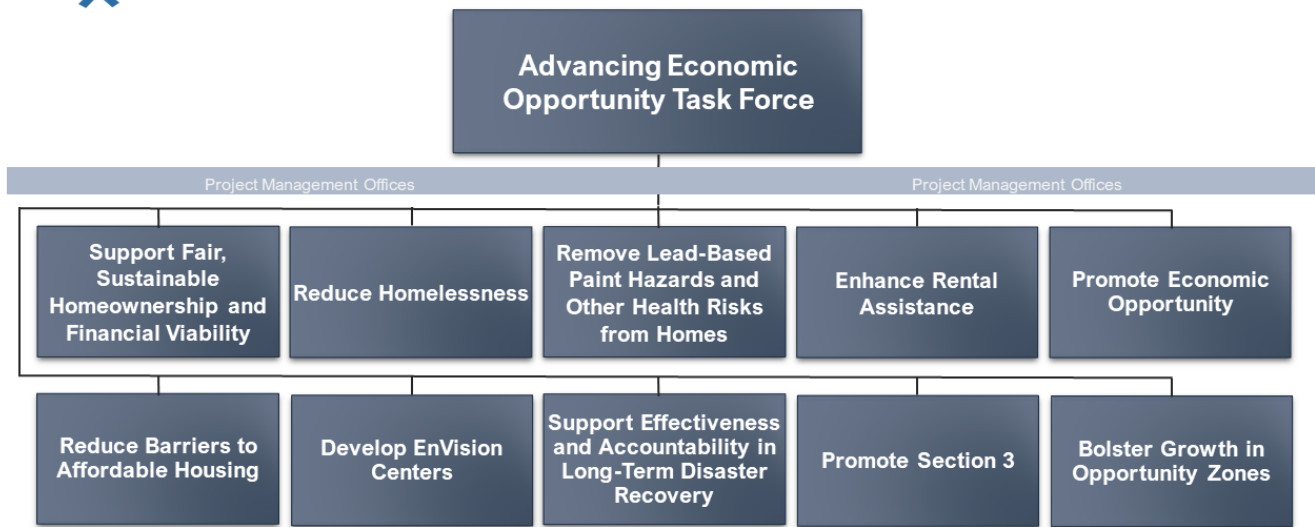 Advancing Economic
Opportunity Task Force
Project Management Offices
Project Management Offices
Support Fair,
Sustainable
Homeownership and
Financial Viability
Reduce Homelessness
Remove Lead-Based
Paint Hazards and
Other Health Risks
from Homes
Enhance Rental
Assistance
Promote Economic
Opportunity
Reduce Barriers to
Affordable Housing
Develop EnVision
Centers
Support Effectiveness
and Accountability in
Long-Term Disaster
Recovery
Promote Section 3
Bolster Growth in
Opportunity Zones